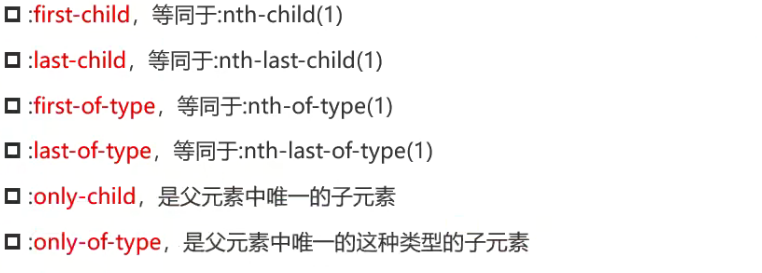 :first-child，等同于:nth-child(1)
:last-child，等同于:nth-last-child(1)
:first-of-type，等同于:nth-of-type(1)
:last-of-type，等同于:nth-last-of-type(1)
:only-child，是父元素中唯一的子元素
:only-of-type，是父元素中唯一的这种类型的子元素